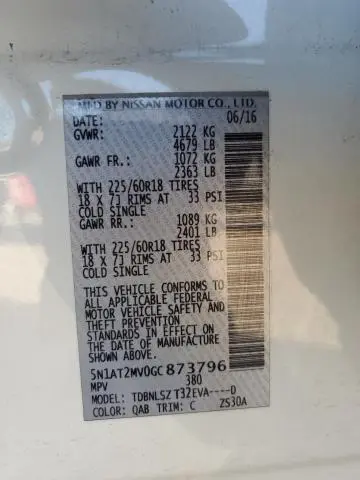 MFD BY NISSAN MOTOR CO., LTD.
DATE: 06/16
GVWR: 2122 KG
4679 LB
GAWR FR.: 1072 KG
2363 LB
WITH 225/60R18 TIRES
18 X 7J RIMS AT 33 PSI
COLD SINGLE
GAWR RR.: 1089 KG
2401 LB
WITH 225/60R18 TIRES
18 X 7J RIMS AT 33 PSI
COLD SINGLE
THIS VEHICLE CONFORMS TO
ALL APPLICABLE FEDERAL
MOTOR VEHICLE SAFETY AND
THEFT PREVENTION
STANDARDS IN EFFECT ON
THE DATE OF MANUFACTURE
SHOWN ABOVE.
5N1AT2MV0GC873796
MPV 380
MODEL: TDBNLSZ T32EVA----D
COLOR: QAB TRIM: C ZS30A